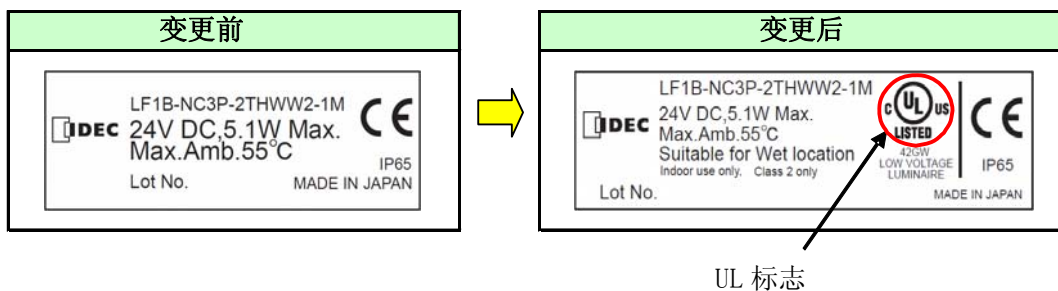 变更前
LF1B-NC3P-2THWW2-1M
IDEC
24V DC,5.1W Max.
Max.Amb.55℃
CE
IP65
Lot No.
MADE IN JAPAN
变更后
LF1B-NC3P-2THWW2-1M
IDEC
24V DC,5.1W Max.
Max.Amb.55℃
Suitable for Wet location
Indoor use only. Class 2 only
C UL US
LISTED
42GW
LOW VOLTAGE
LUMINAIRE
CE
IP65
Lot No.
MADE IN JAPAN
UL 标志